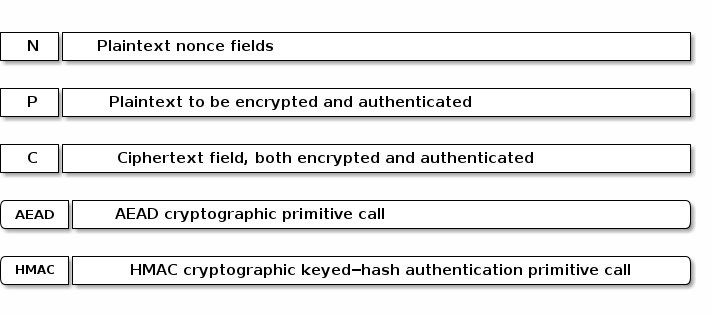 N Plaintext nonce fields
P Plaintext to be encrypted and authenticated
C Ciphertext field, both encrypted and authenticated
AEAD AEAD cryptographic primitive call
HMAC HMAC cryptographic keyed−hash authentication primitive call